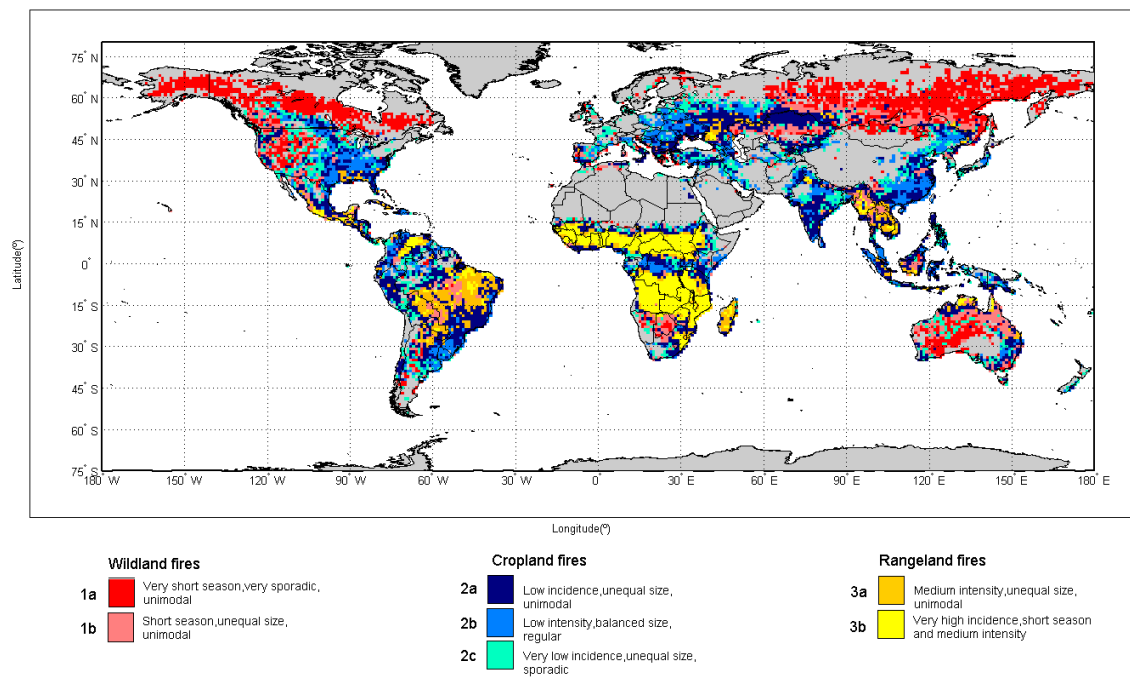 75° N
60° N
45° N
30° N
15° N
0°
15° S
30° S
45° S
60° S
75° S
Latitude(º)
180° W
150° W
120° W
90° W
60° W
30° W
0°
30° E
60° E
90° E
120° E
150° E
180° E
Longitude(º)
Wildland fires
1a Very short season,very sporadic,
unimodal
1b Short season,unequal size,
unimodal
Cropland fires
2a Low incidence,unequal size,
unimodal
2b Low intensity,balanced size,
regular
2c Very low incidence,unequal size,
sporadic
Rangeland fires
3a Medium intensity,unequal size,
unimodal
3b Very high incidence,short season
and medium intensity